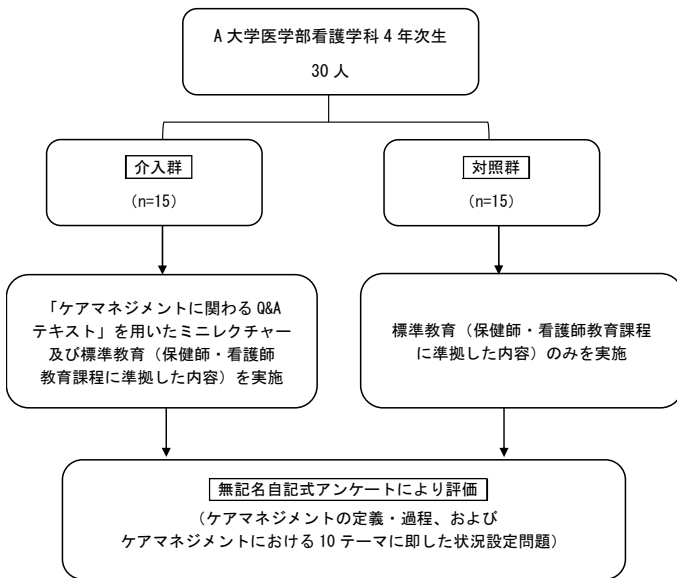 A 大学医学部看護学科 4 年次生
30 人
介入群
（n=15）
対照群
（n=15）
「ケアマネジメントに関わる Q&A
テキスト」を用いたミニレクチャー
及び標準教育（保健師・看護師
教育課程に準拠した内容）を実施
標準教育（保健師・看護師教育課程
に準拠した内容）のみを実施
無記名自記式アンケートにより評価
（ケアマネジメントの定義・過程、および
ケアマネジメントにおける 10 テーマに即した状況設定問題）